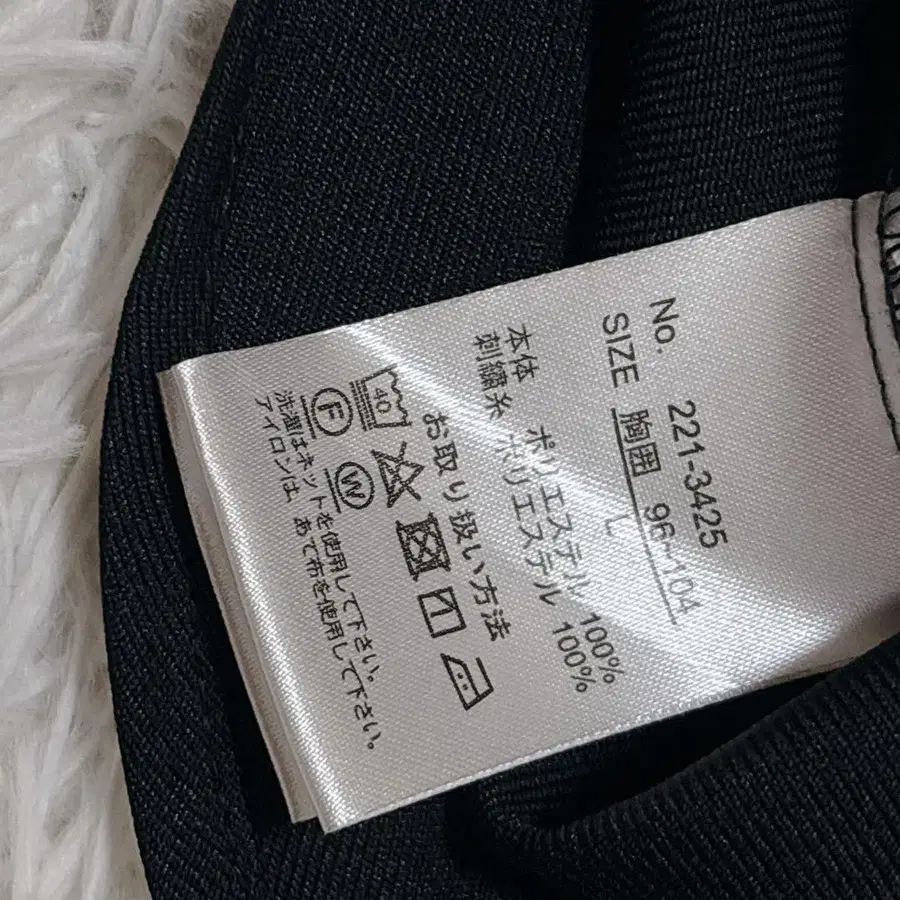 No. 221-3425
SIZE 胸囲 96~104
L
本体 ポリエステル 100%
刺繍糸 ポリエステル 100%
お取り扱い方法
40
F W
洗濯はネットを使用して下さい。
アイロンは あて布を使用して下さい。